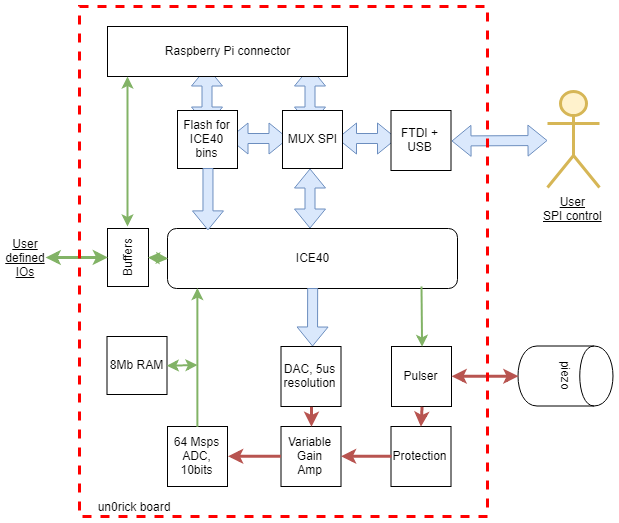 Raspberry Pi connector
Flash for
ICE40
bins
MUX SPI
FTDI +
USB
User
SPI control
User
defined
IOs
Buffers
ICE40
8Mb RAM
DAC, 5us
resolution
Pulser
piezo
64 Msps
ADC,
10bits
Variable
Gain
Amp
Protection
un0rick board